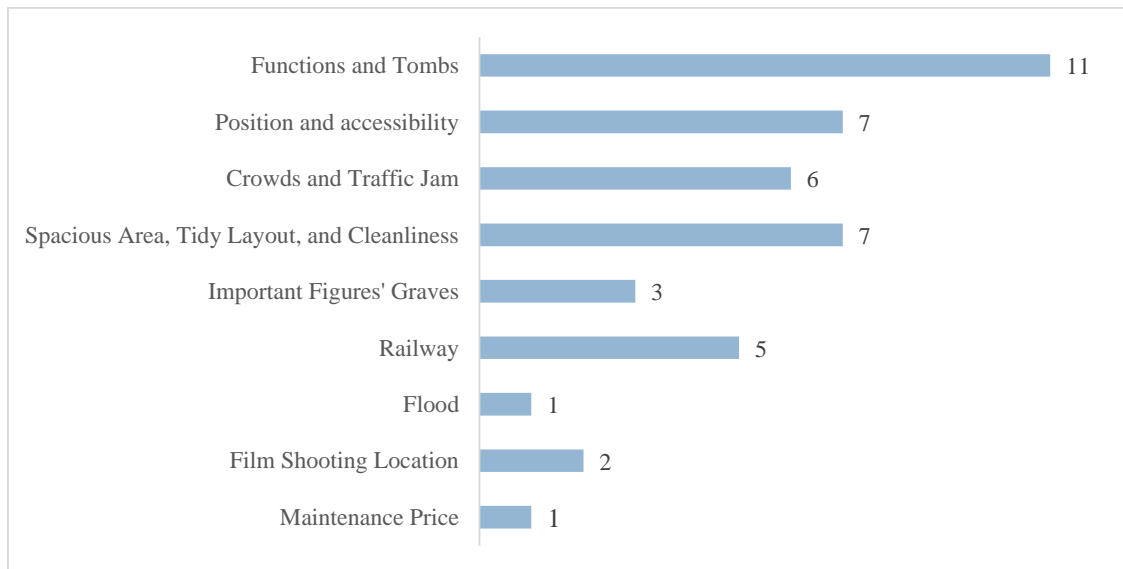 Functions and Tombs 11
Position and accessibility 7
Crowds and Traffic Jam 6
Spacious Area, Tidy Layout, and Cleanliness 7
Important Figures' Graves 3
Railway 5
Flood 1
Film Shooting Location 2
Maintenance Price 1